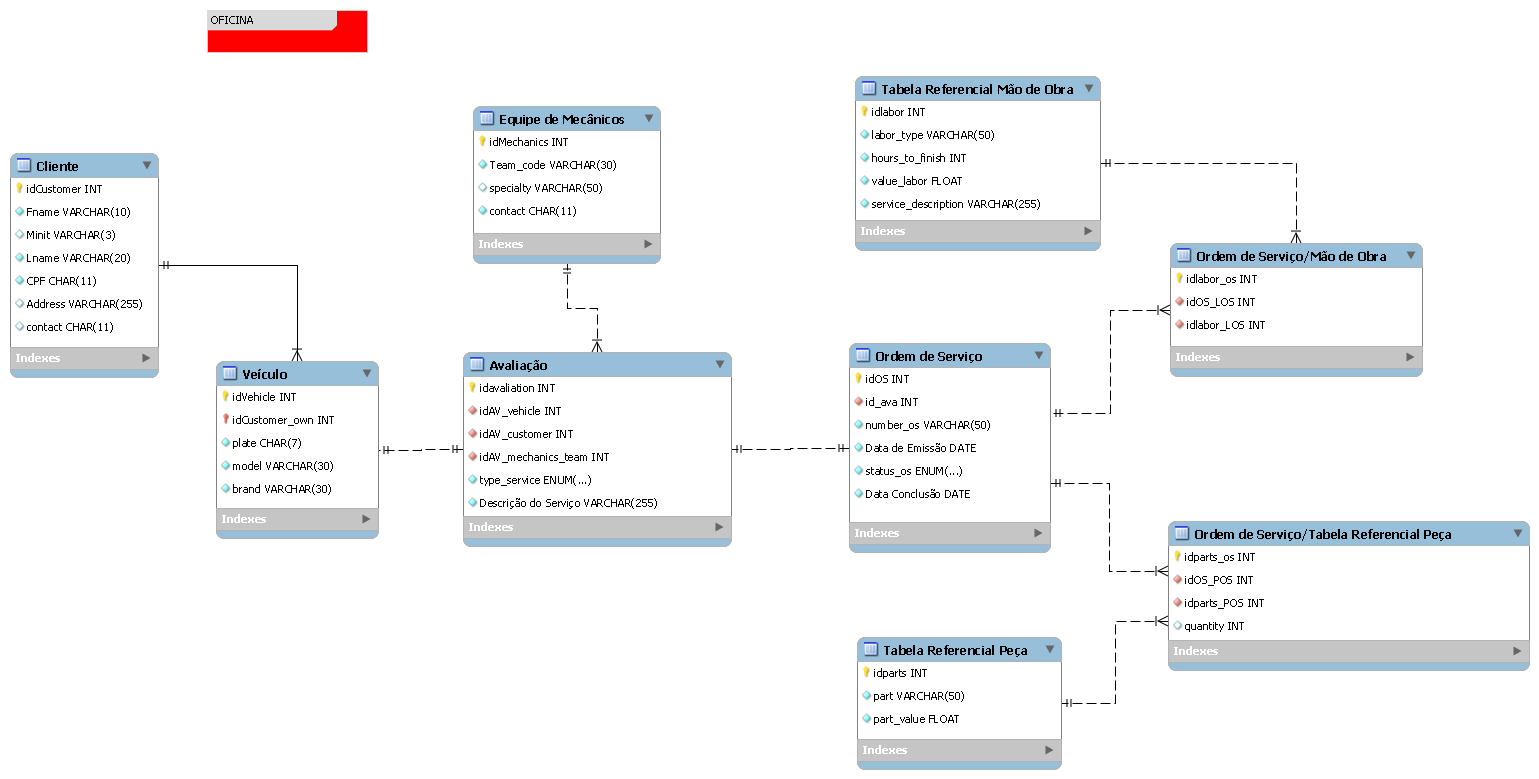 OFICINA
Cliente
idCustomer INT
Fname VARCHAR(10)
Minit VARCHAR(3)
Lname VARCHAR(20)
CPF CHAR(11)
Address VARCHAR(255)
contact CHAR(11)
Indexes
Veículo
idVehicle INT
idCustomer_own INT
plate CHAR(7)
model VARCHAR(30)
brand VARCHAR(30)
Indexes
Equipe de Mecânicos
idMechanics INT
Team_code VARCHAR(30)
specialty VARCHAR(50)
contact CHAR(11)
Indexes
Avaliação
idavaliation INT
idAV_vehicle INT
idAV_customer INT
idAV_mechanics_team INT
type_service ENUM(...)
Descrição do Serviço VARCHAR(255)
Indexes
Tabela Referencial Mão de Obra
idlabor INT
labor_type VARCHAR(50)
hours_to_finish INT
value_labor FLOAT
service_description VARCHAR(255)
Indexes
Ordem de Serviço
idOS INT
id_ava INT
number_os VARCHAR(50)
Data de Emissão DATE
status_os ENUM(...)
Data Conclusão DATE
Indexes
Tabela Referencial Peça
idparts INT
part VARCHAR(50)
part_value FLOAT
Indexes
Ordem de Serviço/Mão de Obra
idlabor_os INT
idOS_LOS INT
idlabor_LOS INT
Indexes
Ordem de Serviço/Tabela Referencial Peça
idparts_os INT
idOS_POS INT
idparts_POS INT
quantity INT
Indexes